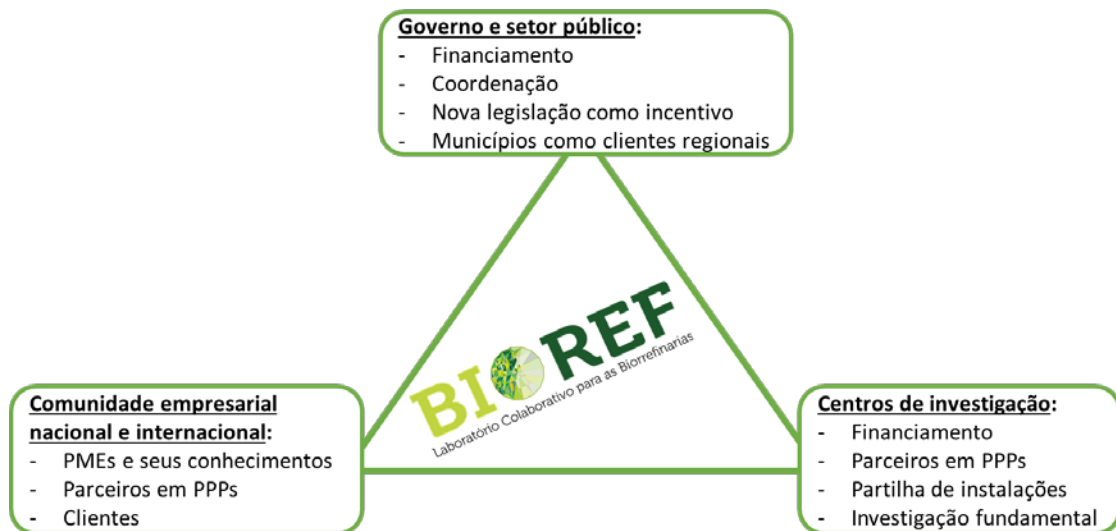 Governo e setor público:
- Financiamento
- Coordenação
- Nova legislação como incentivo
- Municípios como clientes regionais
BIOREF
Laboratório Colaborativo para as Biorrefinarias
Comunidade empresarial
nacional e internacional:
- PMEs e seus conhecimentos
- Parceiros em PPPs
- Clientes
Centros de investigação:
- Financiamento
- Parceiros em PPPs
- Partilha de instalações
- Investigação fundamental